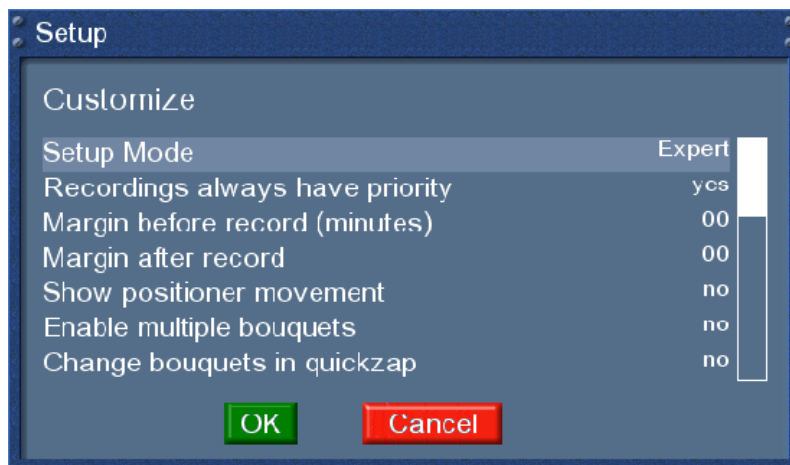 Setup
Customize
Setup Mode Expert
Recordings always have priority yes
Margin before record (minutes) 00
Margin after record 00
Show positioner movement no
Enable multiple bouquets no
Change bouquets in quickzap no
OK Cancel